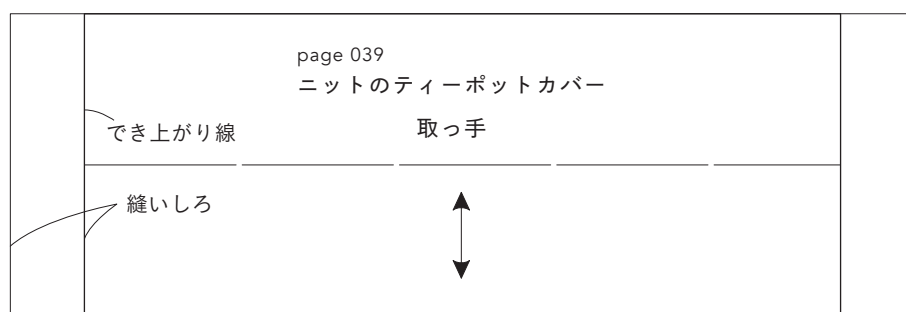 page 039
ニットのティーポットカバー
取っ手
でき上がり線
縫いしろ